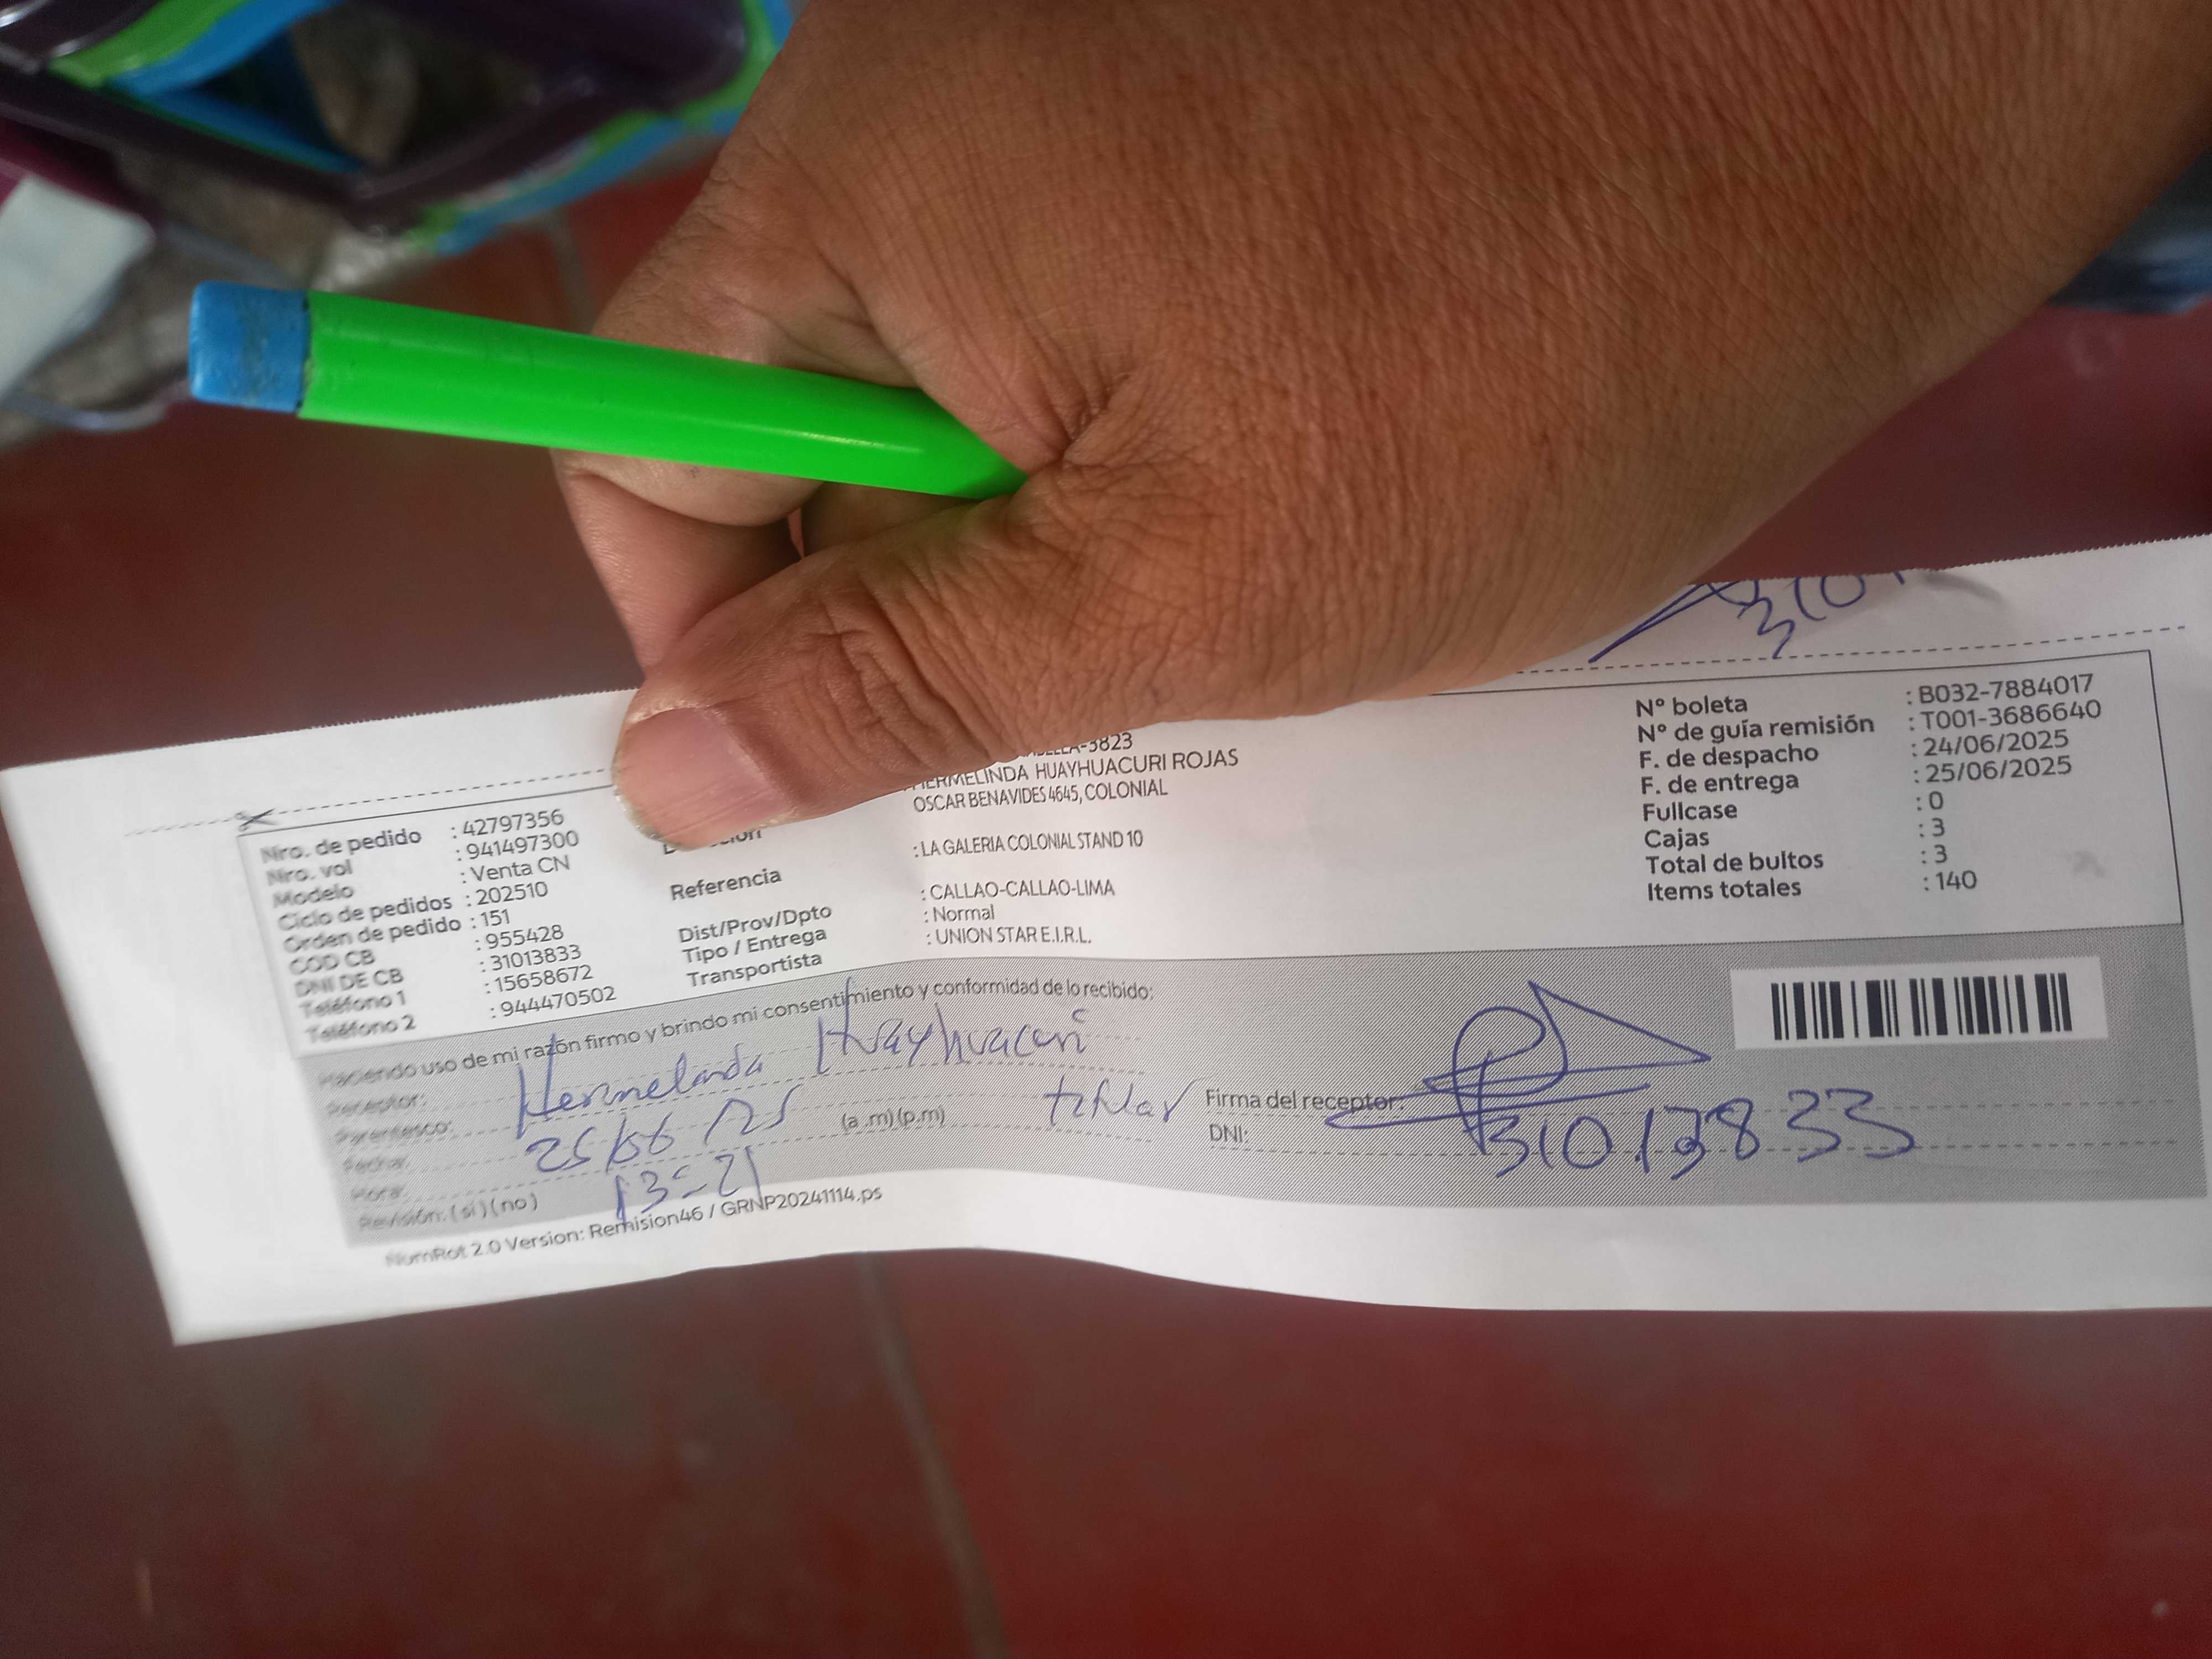 310
Nro. de pedido : 42797356
Nro. vol : 941497300
Modelo : Venta CN
Ciclo de pedidos : 202510
Orden de pedido : 151
COD CB : 955428
DNI DE CB : 31013833
Teléfono 1 : 15658672
Teléfono 2 : 944470502
-3823
HERMELINDA HUAYHUACURI ROJAS
OSCAR BENAVIDES 4645, COLONIAL
Referencia : LA GALERIA COLONIAL STAND 10
Dist/Prov/Dpto : CALLAO-CALLAO-LIMA
Tipo / Entrega : Normal
Transportista : UNION STAR E.I.R.L.
N° boleta : B032-7884017
N° de guía remisión : T001-3686640
F. de despacho : 24/06/2025
F. de entrega : 25/06/2025
Fullcase : 0
Cajas : 3
Total de bultos : 3
Items totales : 140
Haciendo uso de mi razón firmo y brindo mi consentimiento y conformidad de lo recibido:
Receptor: Hermelinda Huayhuacuri
Parentesco: titular
Fecha: 25/06/25
Hora: 13:21 (a .m) (p.m)
Revisión: (si) (no)
Firma del receptor:
DNI: 31013833
NumRot 2.0 Version: Remision46 / GRNP20241114.ps